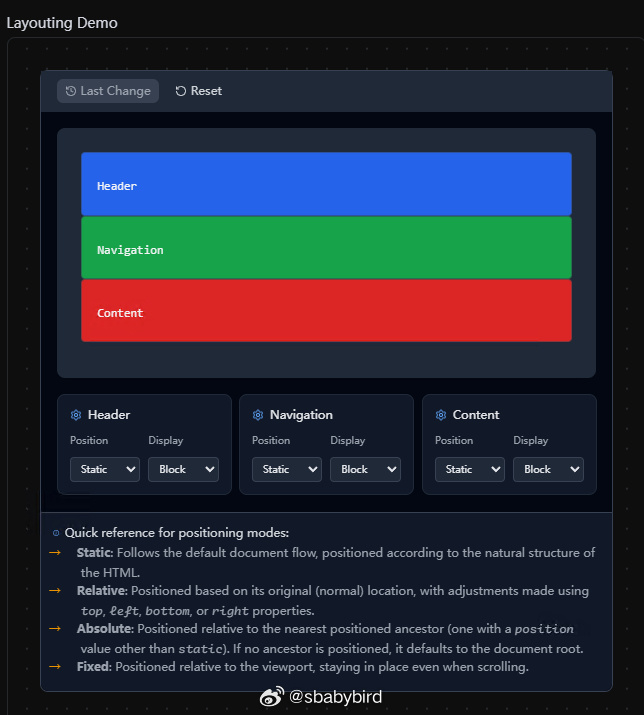 Layouting Demo
Last Change
Reset
Header
Navigation
Content
Header
Navigation
Content
Position
Display
Position
Display
Position
Display
Static
Block
Static
Block
Static
Block
Quick reference for positioning modes:
→ Static: Follows the default document flow, positioned according to the natural structure of
the HTML.
→ Relative: Positioned based on its original (normal) location, with adjustments made using
top, left, bottom, or right properties.
→ Absolute: Positioned relative to the nearest positioned ancestor (one with a position
value other than static). If no ancestor is positioned, it defaults to the document root.
→ Fixed: Positioned relative to the viewport, staying in place even when scrolling.
@sbabybird